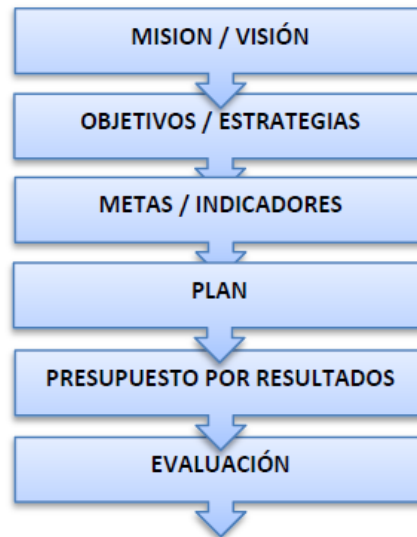 MISION / VISIÓN
OBJETIVOS / ESTRATEGIAS
METAS / INDICADORES
PLAN
PRESUPUESTO POR RESULTADOS
EVALUACIÓN